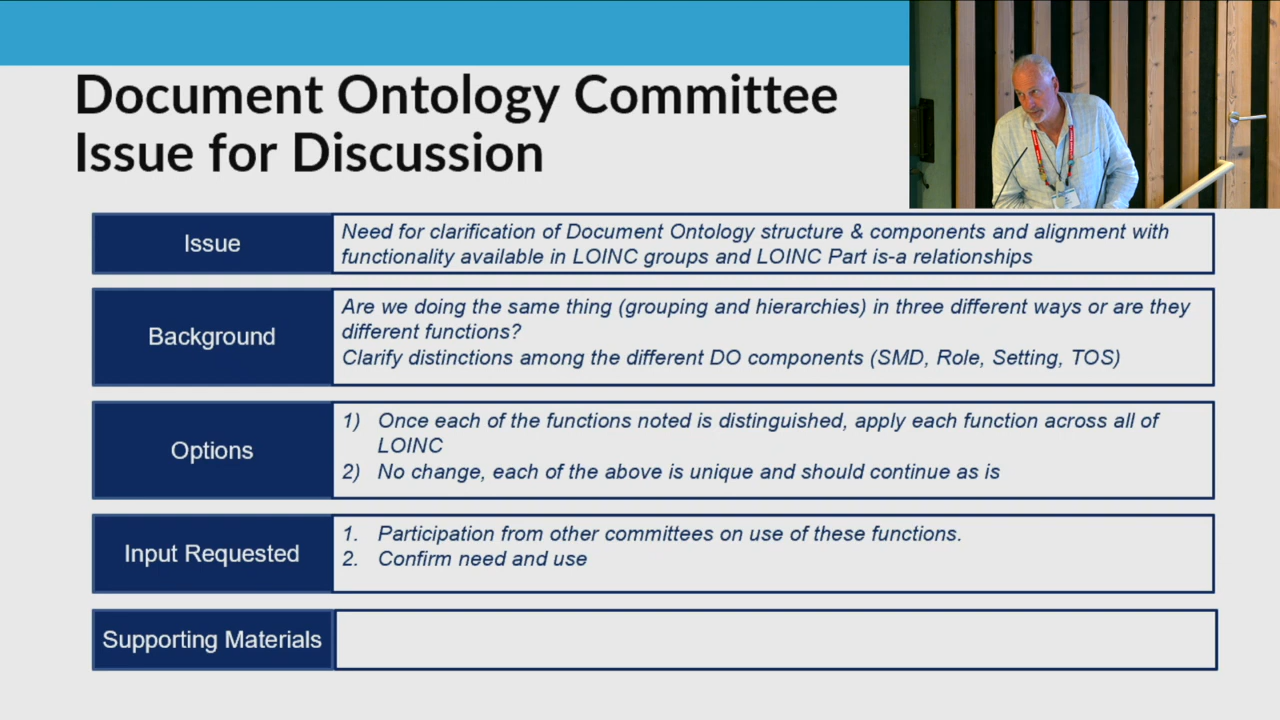 Document Ontology Committee
Issue for Discussion
Issue
Need for clarification of Document Ontology structure & components and alignment with
functionality available in LOINC groups and LOINC Part is-a relationships
Background
Are we doing the same thing (grouping and hierarchies) in three different ways or are they
different functions?
Clarify distinctions among the different DO components (SMD, Role, Setting, TOS)
Options
1) Once each of the functions noted is distinguished, apply each function across all of
LOINC
2) No change, each of the above is unique and should continue as is
Input Requested
1. Participation from other committees on use of these functions.
2. Confirm need and use
Supporting Materials